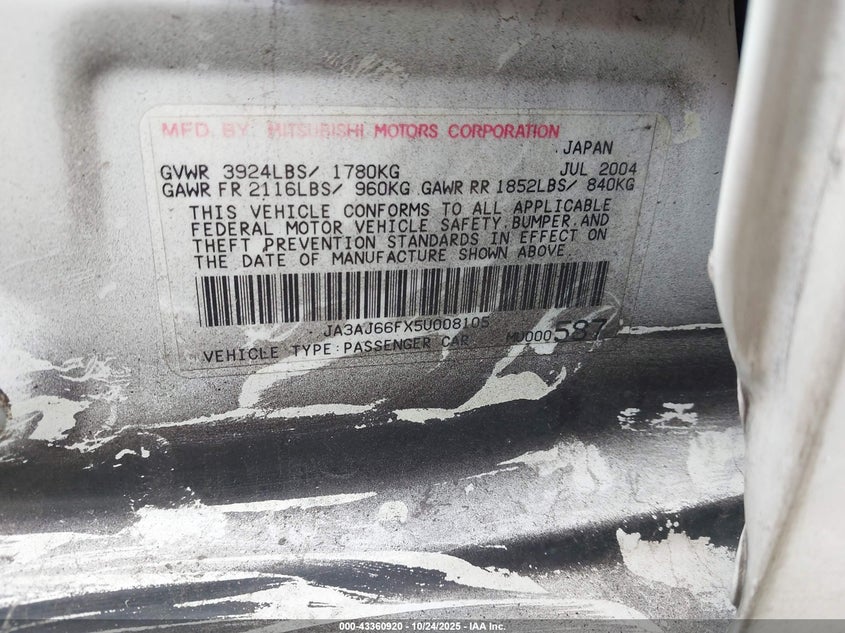 MFD. BY: MITSUBISHI MOTORS CORPORATION
JAPAN
GVWR 3924LBS/ 1780KG JUL 2004
GAWR FR 2116LBS/ 960KG GAWR RR 1852LBS/ 840KG
THIS VEHICLE CONFORMS TO ALL APPLICABLE
FEDERAL MOTOR VEHICLE SAFETY, BUMPER, AND
THEFT PREVENTION STANDARDS IN EFFECT ON
THE DATE OF MANUFACTURE SHOWN ABOVE.
JA3AJ66FX5U008105
VEHICLE TYPE:PASSENGER CAR MU000587
000-43360920 • 10/24/2025 • IAA Inc.